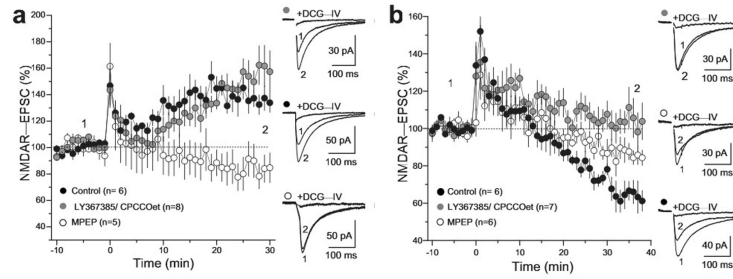 a
NMDAR—EPSC (%)
200
180
160
140
120
100
80
60
40
1
2
Control (n= 6)
LY367385/ CPCCOet (n=8)
MPEP (n=5)
-10
0
10
20
30
Time (min)
+DCG—IV
1
2
30 pA
100 ms
+DCG—IV
1
2
50 pA
100 ms
+DCG—IV
2
1
50 pA
100 ms
b
NMDAR—EPSC (%)
160
140
120
100
80
60
40
1
2
Control (n= 6)
LY367385/ CPCCOet (n=7)
MPEP (n=6)
-10
0
10
20
30
40
Time (min)
+DCG—IV
1
2
30 pA
100 ms
+DCG—IV
2
1
30 pA
100 ms
+DCG—IV
2
1
40 pA
100 ms